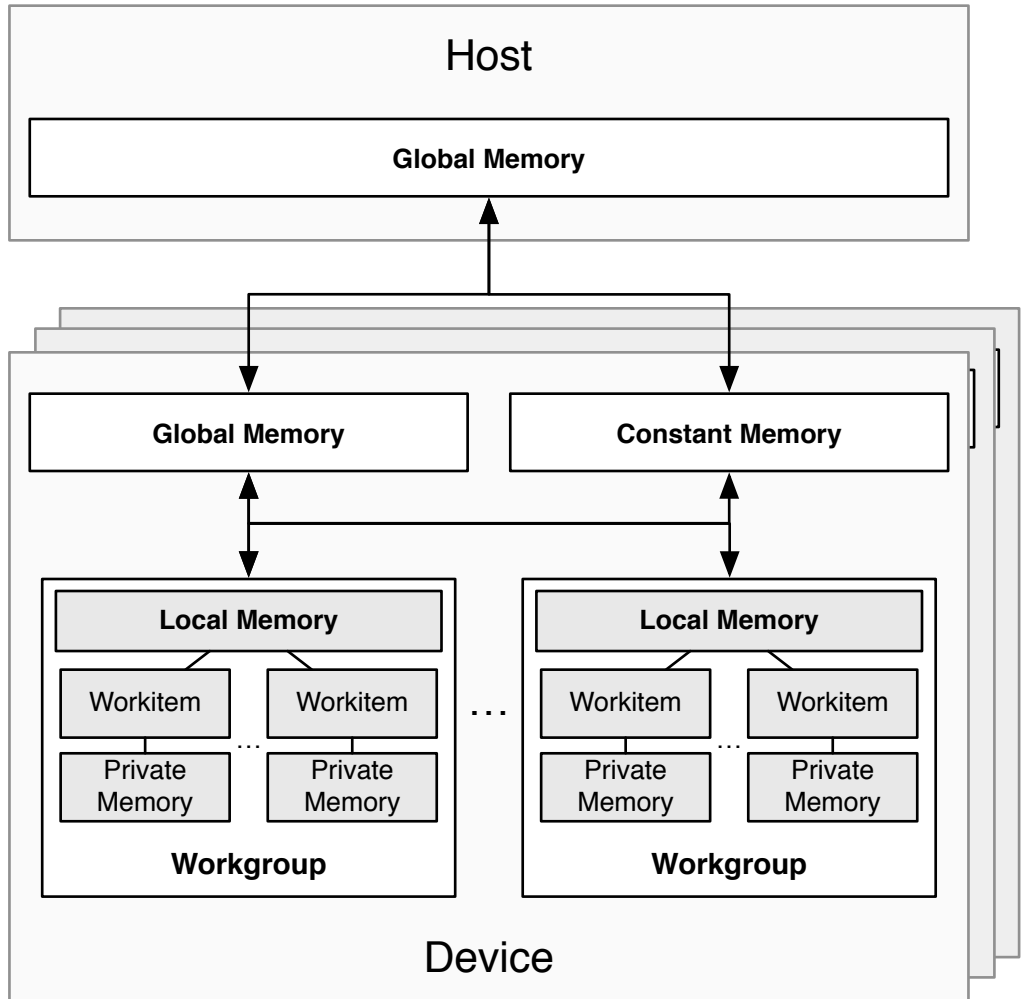 Host
Global Memory
Global Memory Constant Memory
Local Memory Local Memory
Workitem Workitem ... Workitem Workitem
... ...
Private Memory Private Memory Private Memory Private Memory
Workgroup Workgroup
Device